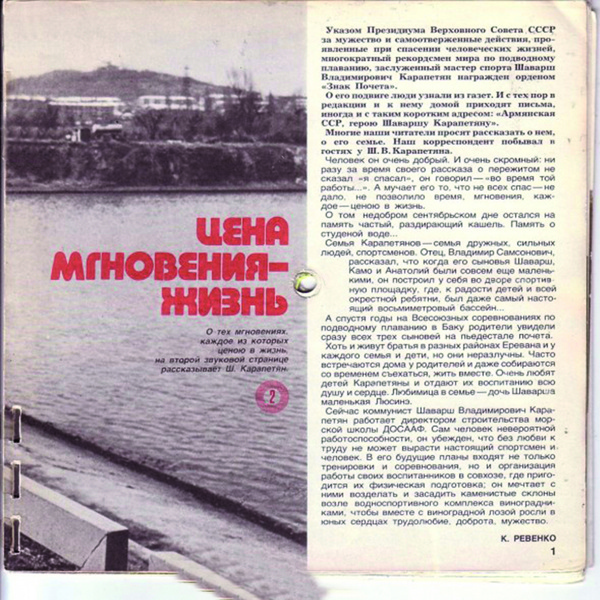 ЦЕНА
МГНОВЕНИЯ–
ЖИЗНЬ
О тех мгновениях,
каждое из которых
ценою в жизнь,
на второй звуковой странице
рассказывает Ш. Карапетян.
2
Указом Президиума Верховного Совета СССР
за мужество и самоотверженные действия, про-
явленные при спасении человеческих жизней,
многократный рекордсмен мира по подводному
плаванию, заслуженный мастер спорта Шаварш
Владимирович Карапетян награжден орденом
«Знак Почета».
О его подвиге люди узнали из газет. И с тех пор в
редакции и к нему домой приходят письма,
иногда и с таким коротким адресом: «Армянская
ССР, герою Шаваршу Карапетяну».
Многие наши читатели просят рассказать о нем,
о его семье. Наш корреспондент побывал в
гостях у Ш. В. Карапетяна.
Человек он очень добрый. И очень скромный: ни
разу за время своего рассказа о пережитом не
сказал «я спасал», он говорил—«во время той
работы...». А мучает его то, что не всех спас—не
дало, не позволило время, мгновения, каж-
дое—ценою в жизнь.
О том недобром сентябрьском дне остался на
память частый, раздирающий кашель. Память о
студеной воде...
Семья Карапетянов—семья дружных, сильных
людей, спортсменов. Отец, Владимир Самсонович,
рассказал, что когда его сыновья Шаварш,
Камо и Анатолий были совсем еще малень-
кими, он построил у себя во дворе спортив-
ную площадку, где, к радости детей и всей
окрестной ребятни, был даже самый насто-
ящий восьмиметровый бассейн...
А спустя годы на Всесоюзных соревнованиях по
подводному плаванию в Баку родители увидели
сразу всех трех сыновей на пьедестале почета.
Хоть и живут братья в разных районах Еревана и у
каждого семья и дети, но они неразлучны. Часто
встречаются дома у родителей и даже собираются
со временем съехаться, жить вместе. Очень любят
детей Карапетяны и отдают их воспитанию всю
душу и сердце. Любимица в семье—дочь Шаварша
маленькая Люсинэ.
Сейчас коммунист Шаварш Владимирович Кара-
петян работает директором строительства мор-
ской школы ДОСААФ. Сам человек невероятной
работоспособности, он убежден, что без любви к
труду не может вырасти настоящий спортсмен и
человек. В его будущие планы входят не только
тренировки и соревнования, но и организация
работы своих воспитанников в совхозе, где приго-
дится их физическая подготовка; он мечтает с
ними возделать и засадить каменистые склоны
возле водноспортивного комплекса виноградни-
ками, чтобы вместе с виноградной лозой росли в
юных сердцах трудолюбие, доброта, мужество.
К. РЕВЕНКО
1